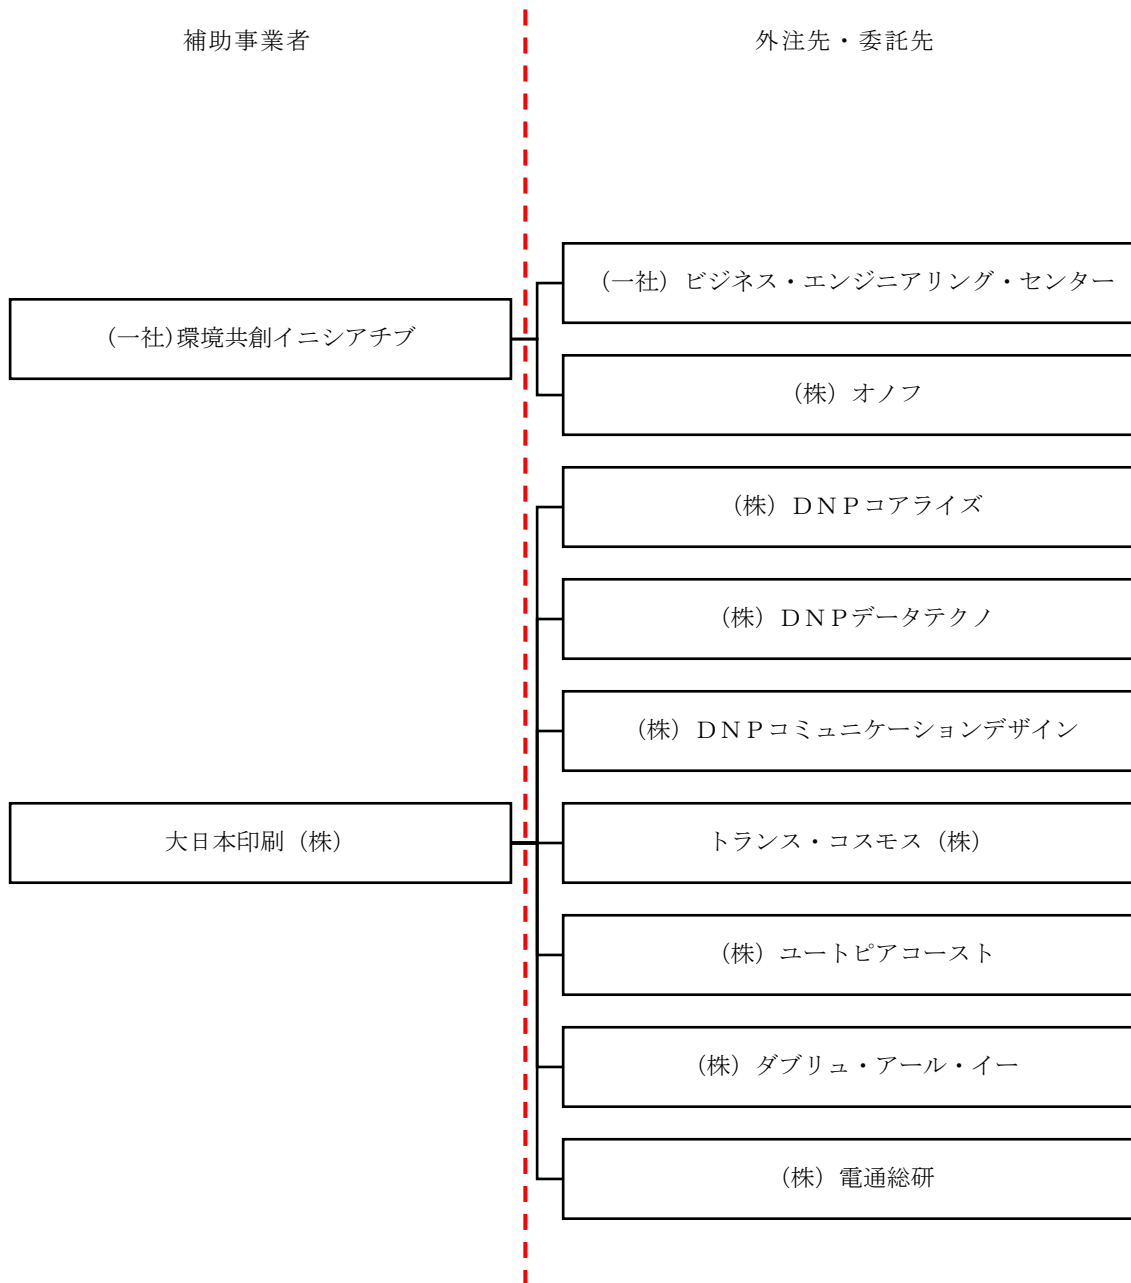 補助事業者
外注先・委託先
(一社)環境共創イニシアチブ
（一社）ビジネス・エンジニアリング・センター
（株）オノフ
大日本印刷（株）
（株）ＤＮＰコアライズ
（株）ＤＮＰデータテクノ
（株）ＤＮＰコミュニケーションデザイン
トランス・コスモス（株）
（株）ユートピアコースト
（株）ダブリュ・アール・イー
（株）電通総研